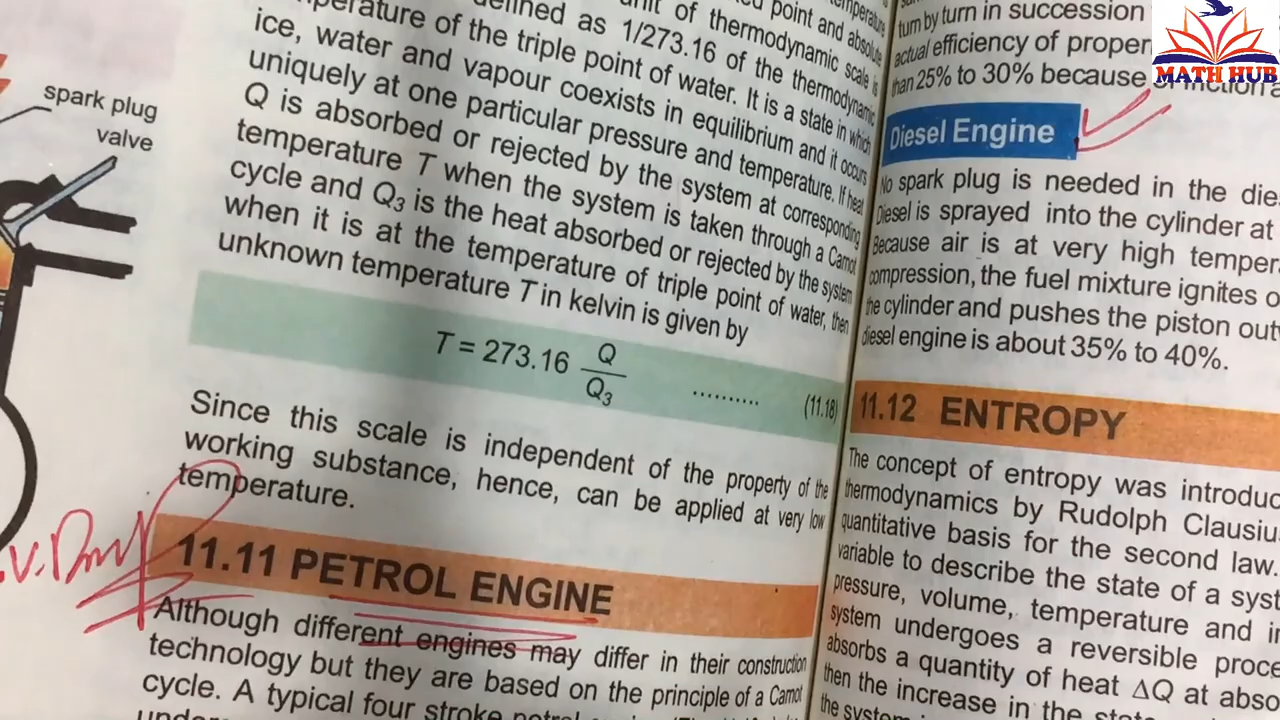 spark plug
valve
unit of thermodynamic scale is
defined as 1/273.16 of the thermodynamic
temperature of the triple point of water. It is a state in which
ice, water and vapour coexists in equilibrium and it occurs
uniquely at one particular pressure and temperature. If heat
Q is absorbed or rejected by the system at corresponding
temperature T when the system is taken through a Carnot
cycle and Q3 is the heat absorbed or rejected by the system
when it is at the temperature of triple point of water, then
unknown temperature T in kelvin is given by
T = 273.16 Q/Q3 .......... (11.18)
Since this scale is independent of the property of the
working substance, hence, can be applied at very low
temperature.
11.11 PETROL ENGINE
Although different engines may differ in their construction
technology but they are based on the principle of a Carnot
cycle. A typical four stroke petrol
turn by turn in succession
actual efficiency of proper
than 25% to 30% because of friction a
MATH HUB
Diesel Engine
No spark plug is needed in the die
Diesel is sprayed into the cylinder at
Because air is at very high temper
compression, the fuel mixture ignites o
the cylinder and pushes the piston out
diesel engine is about 35% to 40%.
11.12 ENTROPY
The concept of entropy was introduc
thermodynamics by Rudolph Clausiu
quantitative basis for the second law.
variable to describe the state of a syst
pressure, volume, temperature and in
system undergoes a reversible proce
absorbs a quantity of heat ΔQ at abso
then the increase in the state
the system